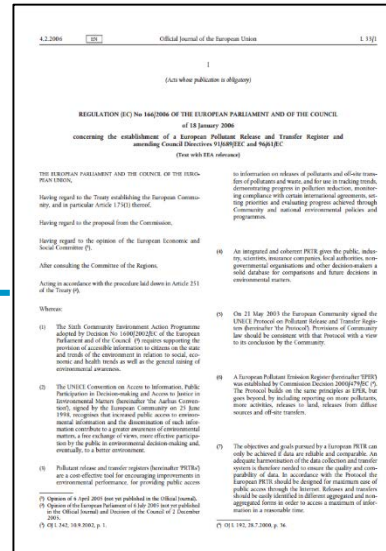 4.2.2006
EN
Official Journal of the European Union
L 33/1
I
(Acts whose publication is obligatory)
REGULATION (EC) No 166/2006 OF THE EUROPEAN PARLIAMENT AND OF THE COUNCIL
of 18 January 2006
concerning the establishment of a European Pollutant Release and Transfer Register and
amending Council Directives 91/689/EEC and 96/61/EC
(Text with EEA relevance)
THE EUROPEAN PARLIAMENT AND THE COUNCIL OF THE EURO-
PEAN UNION,
Having regard to the Treaty establishing the European Commu-
nity, and in particular Article 175(1) thereof,
Having regard to the proposal from the Commission,
Having regard to the opinion of the European Economic and
Social Committee (¹),
After consulting the Committee of the Regions,
Acting in accordance with the procedure laid down in Article 251
of the Treaty (²),
Whereas:
(1) The Sixth Community Environment Action Programme
adopted by Decision No 1600/2002/EC of the European
Parliament and of the Council (³) requires supporting the
provision of accessible information to citizens on the state
and trends of the environment in relation to social, eco-
nomic and health trends as well as the general raising of
environmental awareness.
(2) The UNECE Convention on Access to Information, Public
Participation in Decision-making and Access to Justice in
Environmental Matters (hereinafter 'the Aarhus Conven-
tion'), signed by the European Community on 25 June
1998, recognises that increased public access to environ-
mental information and the dissemination of such infor-
mation contribute to a greater awareness of environmental
matters, a free exchange of views, more effective participa-
tion by the public in environmental decision-making and,
eventually, to a better environment.
(3) Pollutant release and transfer registers (hereinafter 'PRTRs')
are a cost-effective tool for encouraging improvements in
environmental performance, for providing public access
(¹) Opinion of 6 April 2005 (not yet published in the Official Journal).
(²) Opinion of the European Parliament of 6 July 2005 (not yet published
in the Official Journal) and Decision of the Council of 2 December
2005.
(³) OJ L 242, 10.9.2002, p. 1.
to information on releases of pollutants and off-site trans-
fers of pollutants and waste, and for use in tracking trends,
demonstrating progress in pollution reduction, monitor-
ing compliance with certain international agreements, set-
ting priorities and evaluating progress achieved through
Community and national environmental policies and
programmes.
(4) An integrated and coherent PRTR gives the public, indus-
try, scientists, insurance companies, local authorities, non-
governmental organisations and other decision-makers a
solid database for comparisons and future decisions in
environmental matters.
(5) On 21 May 2003 the European Community signed the
UNECE Protocol on Pollutant Release and Transfer Regis-
ters (hereinafter 'the Protocol'). Provisions of Community
law should be consistent with that Protocol with a view
to its conclusion by the Community.
(6) A European Pollutant Emission Register (hereinafter 'EPER')
was established by Commission Decision 2000/479/EC (⁴).
The Protocol builds on the same principles as EPER, but
goes beyond, by including reporting on more pollutants,
more activities, releases to land, releases from diffuse
sources and off-site transfers.
(7) The objectives and goals pursued by a European PRTR can
only be achieved if data are reliable and comparable. An
adequate harmonisation of the data collection and transfer
system is therefore needed to ensure the quality and com-
parability of data. In accordance with the Protocol the
European PRTR should be designed for maximum ease of
public access through the Internet. Releases and transfers
should be easily identified in different aggregated and non-
aggregated forms in order to access a maximum of infor-
mation in a reasonable time.
(⁴) OJ L 192, 28.7.2000, p. 36.